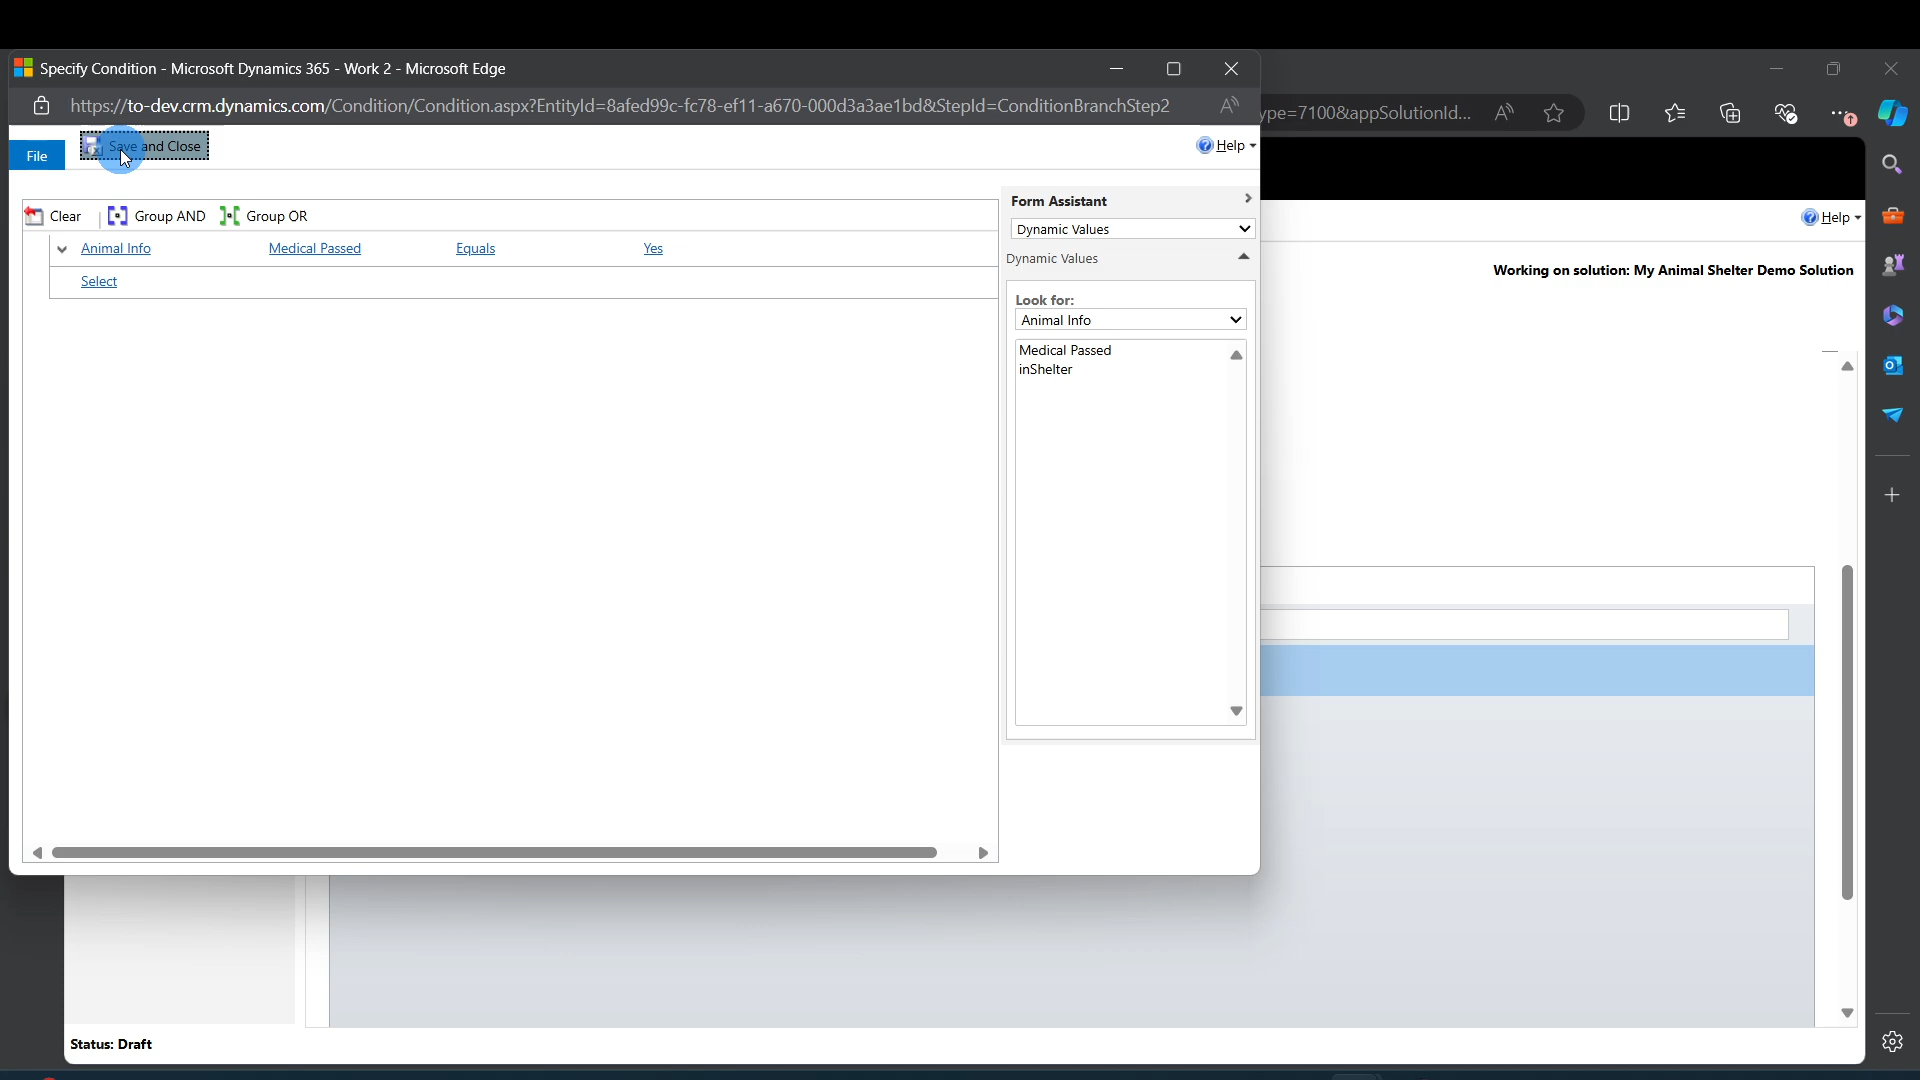 Specify Condition - Microsoft Dynamics 365 - Work 2 - Microsoft Edge
https://to-dev.crm.dynamics.com/Condition/Condition.aspx?EntityId=8afed99c-fc78-ef11-a670-000d3a3ae1bd&StepId=ConditionBranchStep2
ype=7100&appSolutionId...
File
Save and Close
Help
Help
Clear
Group AND
Group OR
Animal Info
Medical Passed
Equals
Yes
Select
Form Assistant
Dynamic Values
Dynamic Values
Look for:
Animal Info
Medical Passed
inShelter
Working on solution: My Animal Shelter Demo Solution
Status: Draft